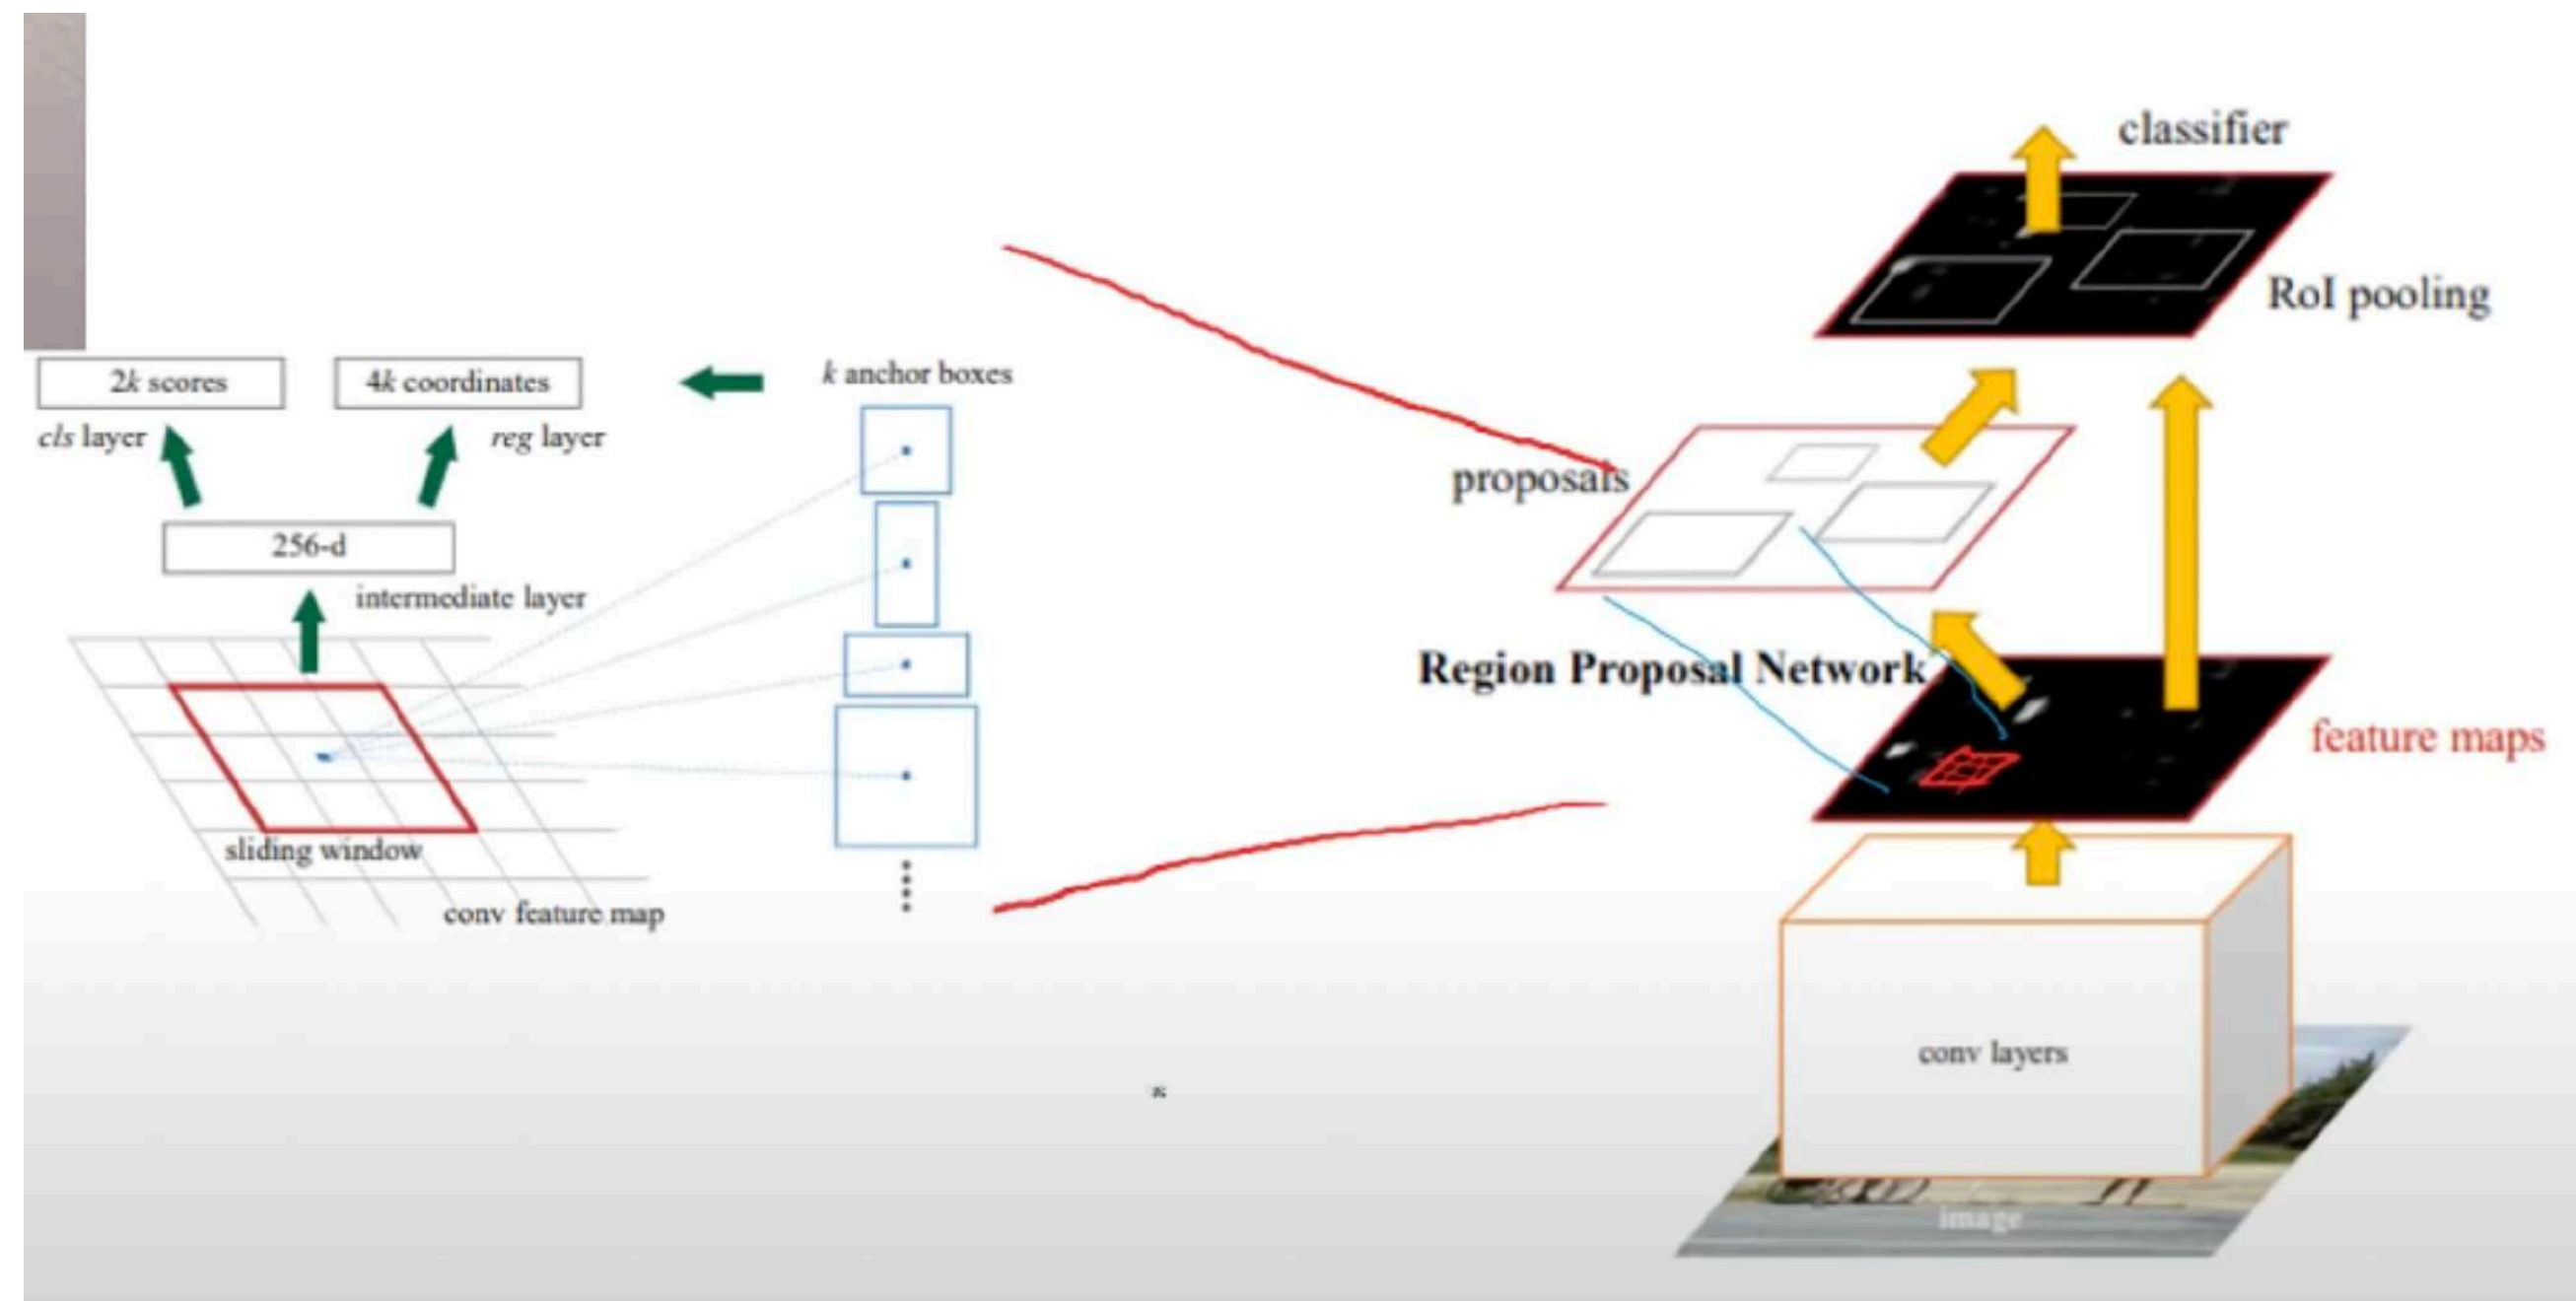 2k scores
4k coordinates
k anchor boxes
cls layer
reg layer
256-d
intermediate layer
sliding window
conv feature map
classifier
RoI pooling
proposals
Region Proposal Network
feature maps
conv layers
image